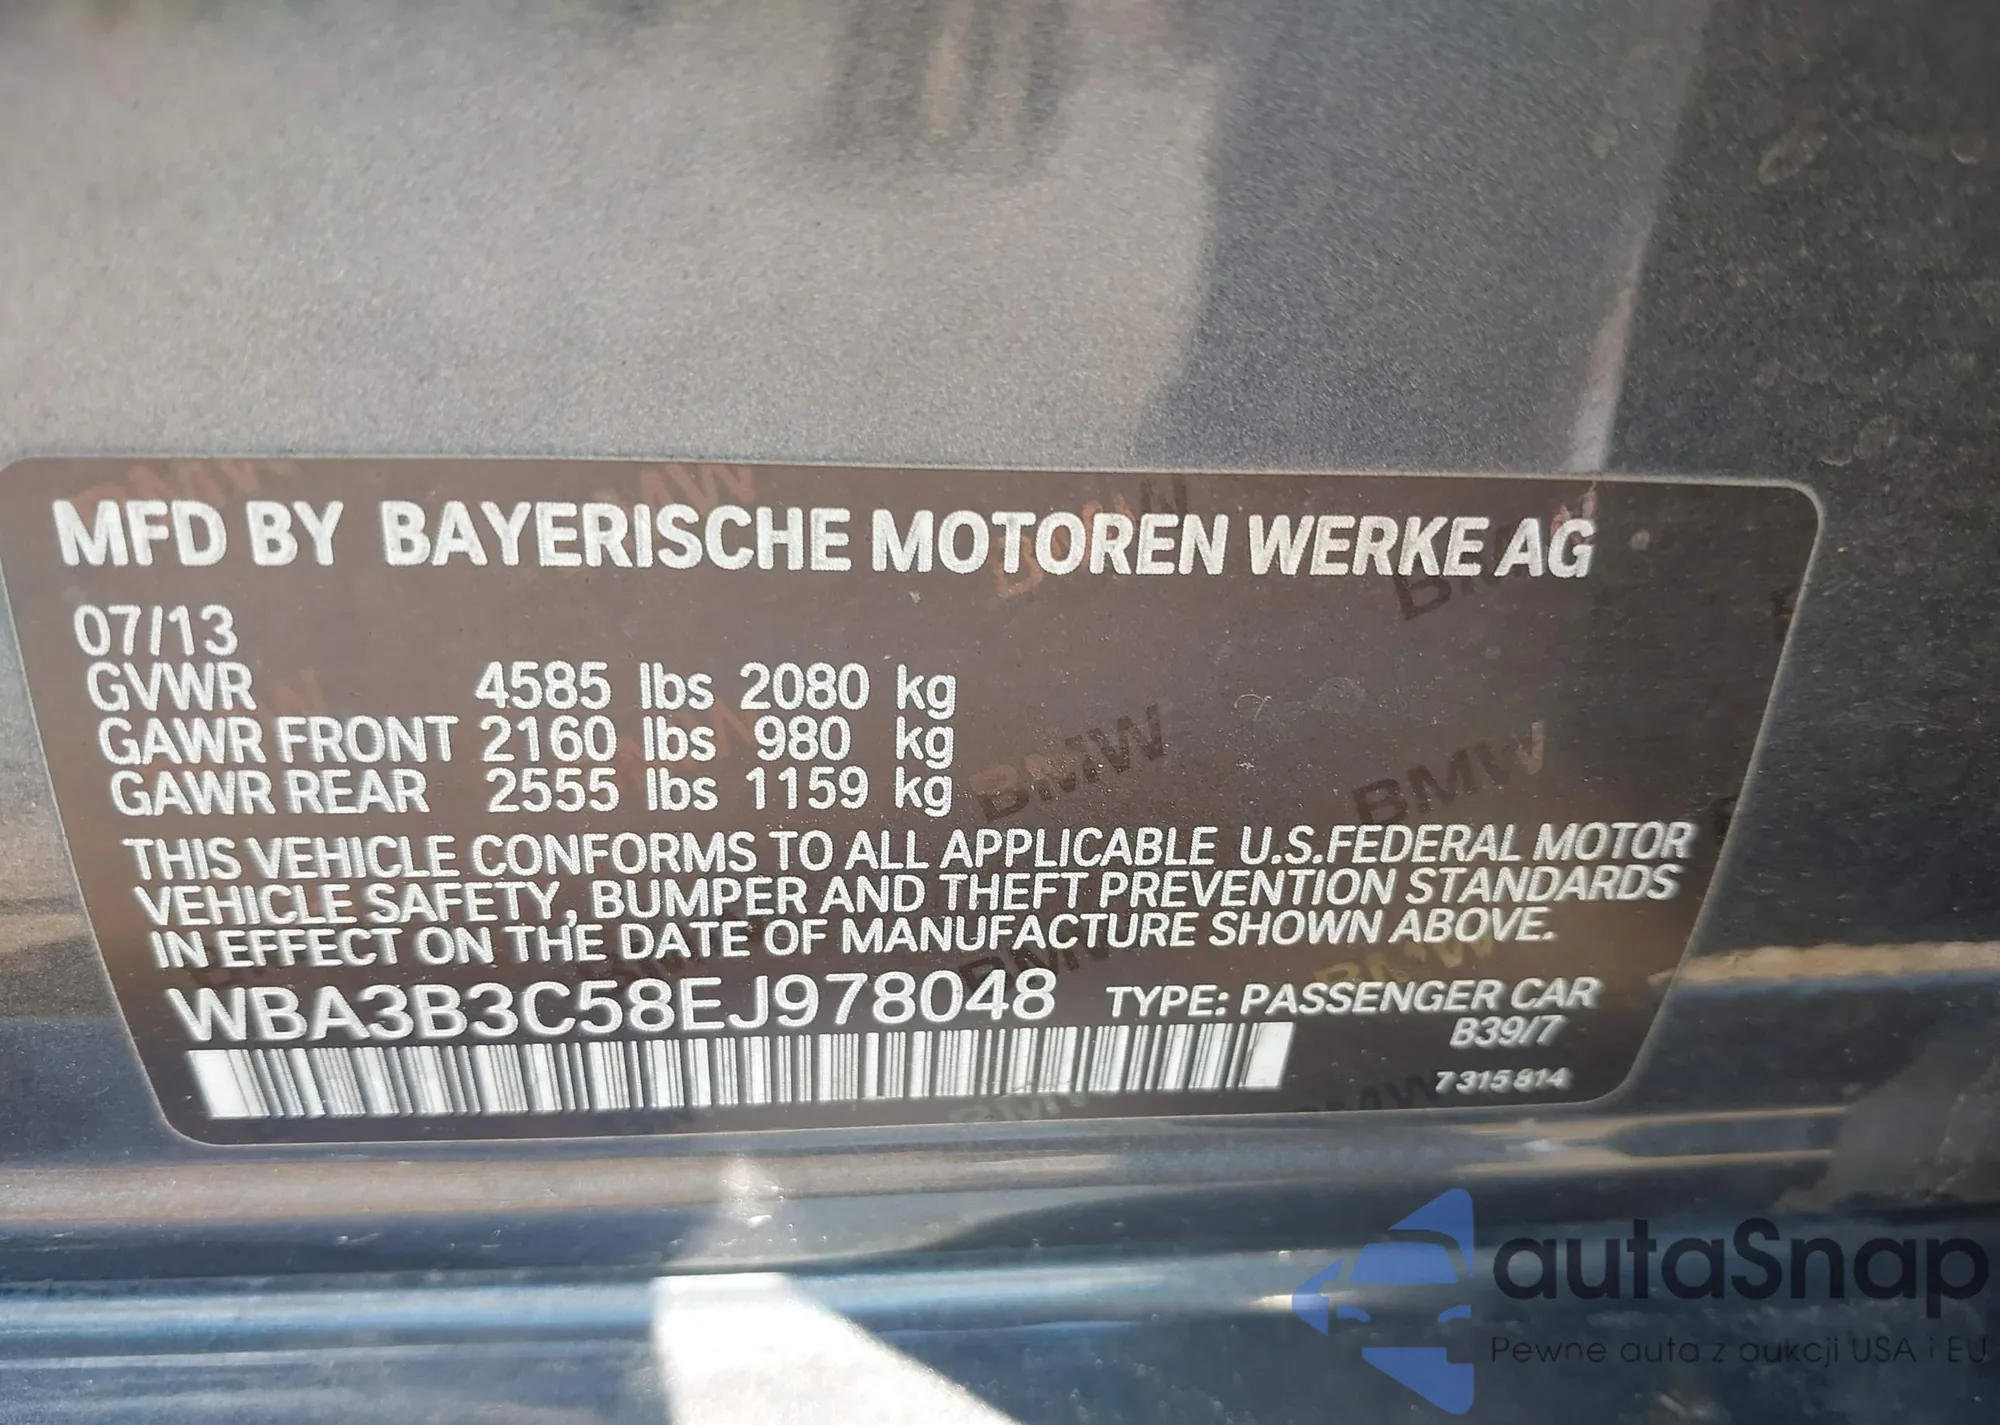 MFD BY BAYERISCHE MOTOREN WERKE AG
07/13
GVWR 4585 lbs 2080 kg
GAWR FRONT 2160 lbs 980 kg
GAWR REAR 2555 lbs 1159 kg
THIS VEHICLE CONFORMS TO ALL APPLICABLE U.S.FEDERAL MOTOR
VEHICLE SAFETY, BUMPER AND THEFT PREVENTION STANDARDS
IN EFFECT ON THE DATE OF MANUFACTURE SHOWN ABOVE.
WBA3B3C58EJ978048 TYPE: PASSENGER CAR
B39/7
7315814
autaSnap
Pewne auta z aukcji USA i EU